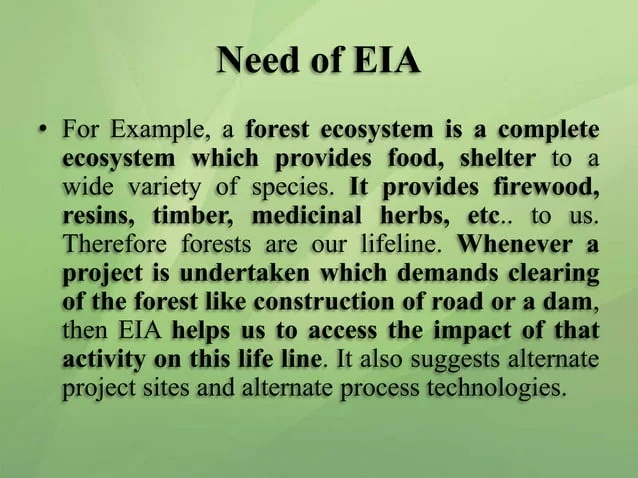 Need of EIA
• For Example, a forest ecosystem is a complete
ecosystem which provides food, shelter to a
wide variety of species. It provides firewood,
resins, timber, medicinal herbs, etc.. to us.
Therefore forests are our lifeline. Whenever a
project is undertaken which demands clearing
of the forest like construction of road or a dam,
then EIA helps us to access the impact of that
activity on this life line. It also suggests alternate
project sites and alternate process technologies.